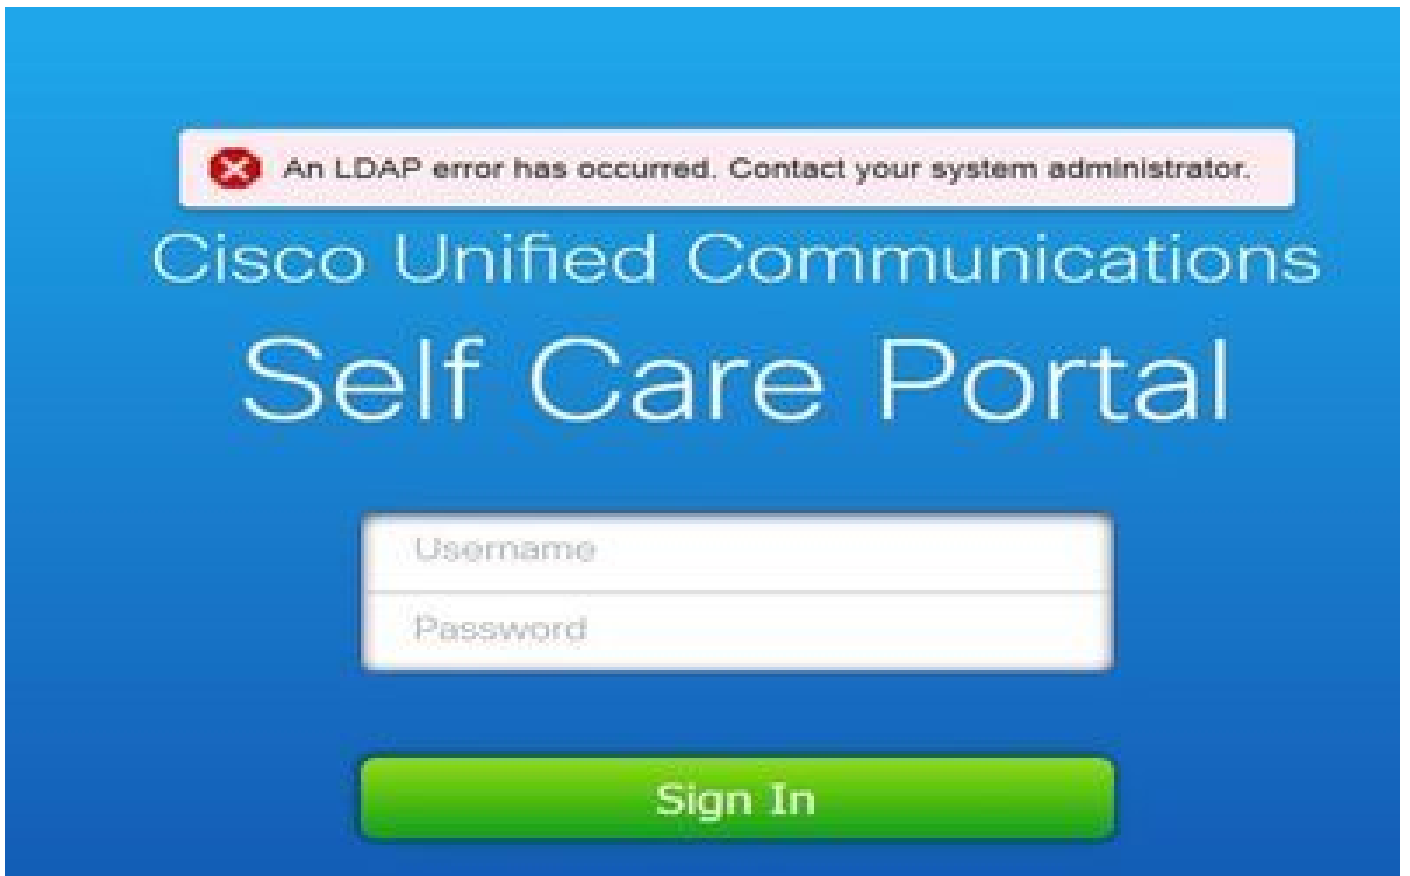 An LDAP error has occurred. Contact your system administrator.
Cisco Unified Communications
Self Care Portal
Username
Password
Sign In